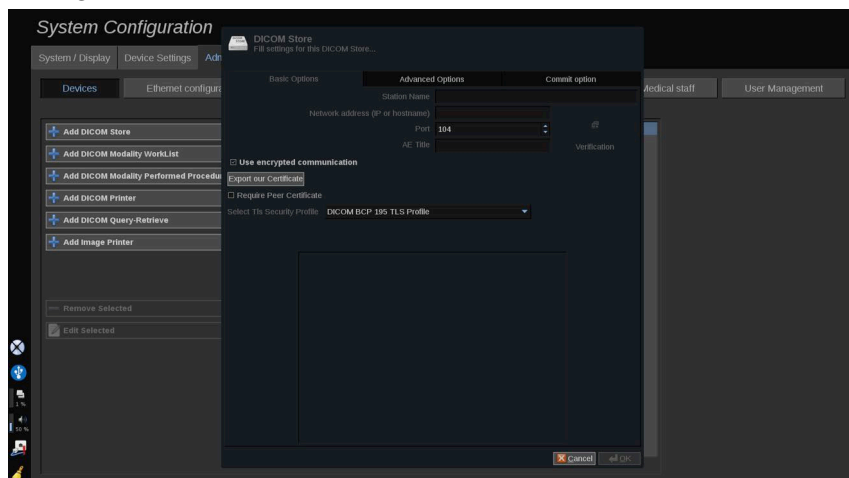 System Configuration
System / Display
Device Settings
Devices
Add DICOM Store
Add DICOM Modality WorkList
Add DICOM Modality Performed Procedu
Add DICOM Printer
Add DICOM Query-Retrieve
Add Image Printer
Remove Selected
Edit Selected
1 %
50 %
DICOM Store
Fill settings for this DICOM Store...
Basic Options
Advanced Options
Commit option
Station Name
Network address (IP or hostname)
Port 104
AE Title
Verification
Use encrypted communication
Export our Certificate
Require Peer Certificate
Select Tls Security Profile DICOM BCP 195 TLS Profile
Cancel
OK
Medical staff
User Management